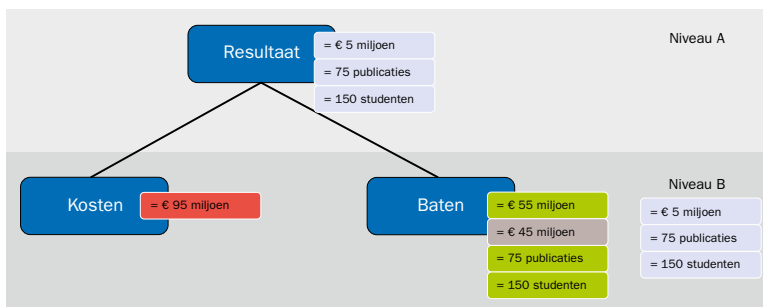 Niveau A
Resultaat
= € 5 miljoen
= 75 publicaties
= 150 studenten
Niveau B
Kosten
= € 95 miljoen
Baten
= € 55 miljoen
= € 45 miljoen
= 75 publicaties
= 150 studenten
= € 5 miljoen
= 75 publicaties
= 150 studenten